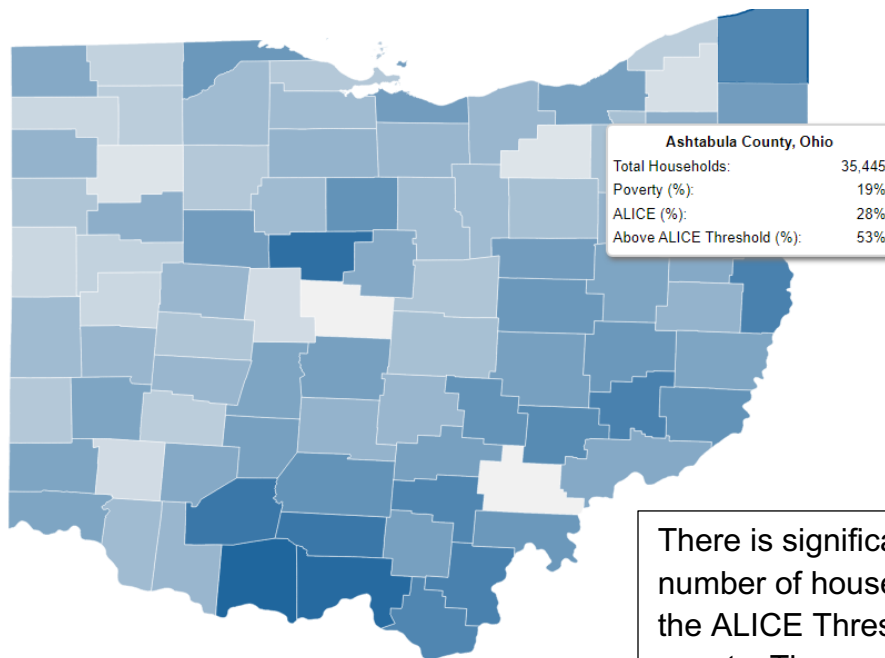 Ashtabula County, Ohio
Total Households: 35,445
Poverty (%): 19%
ALICE (%): 28%
Above ALICE Threshold (%): 53%
There is significa
number of house
the ALICE Thres